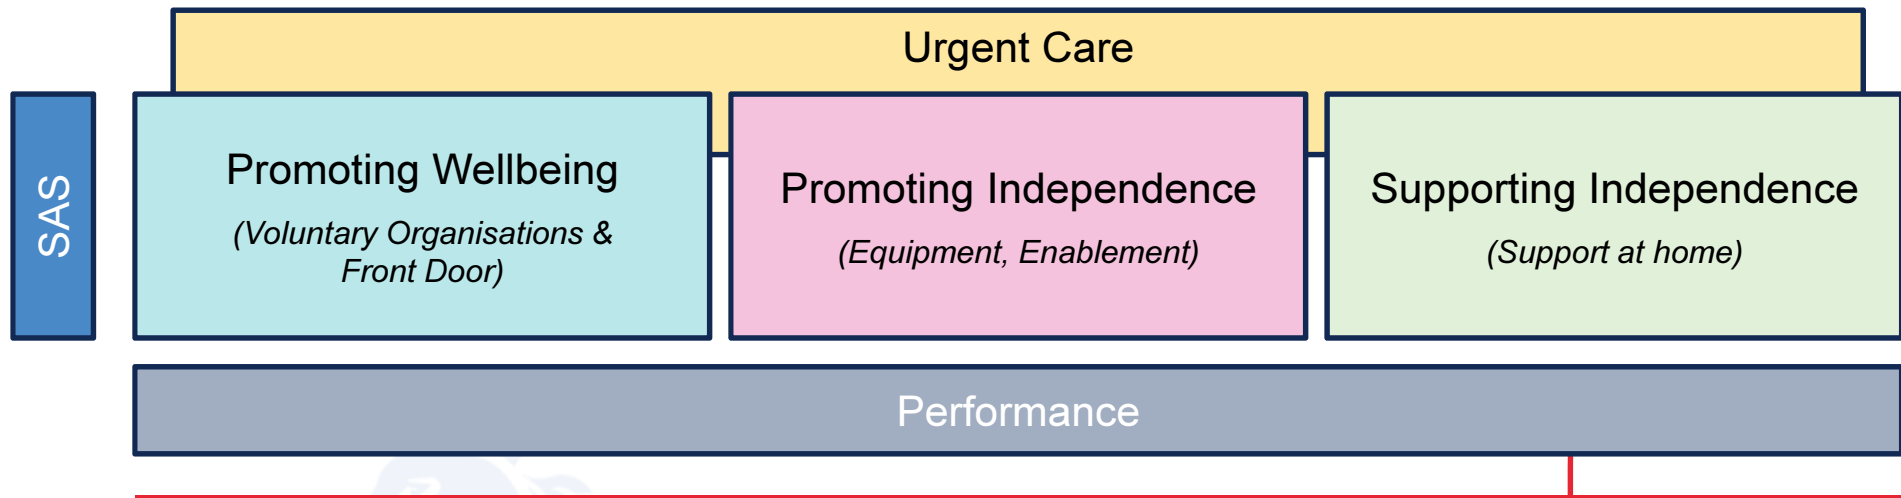 Urgent Care
SAS
Promoting Wellbeing
(Voluntary Organisations &
Front Door)
Promoting Independence
(Equipment, Enablement)
Supporting Independence
(Support at home)
Performance